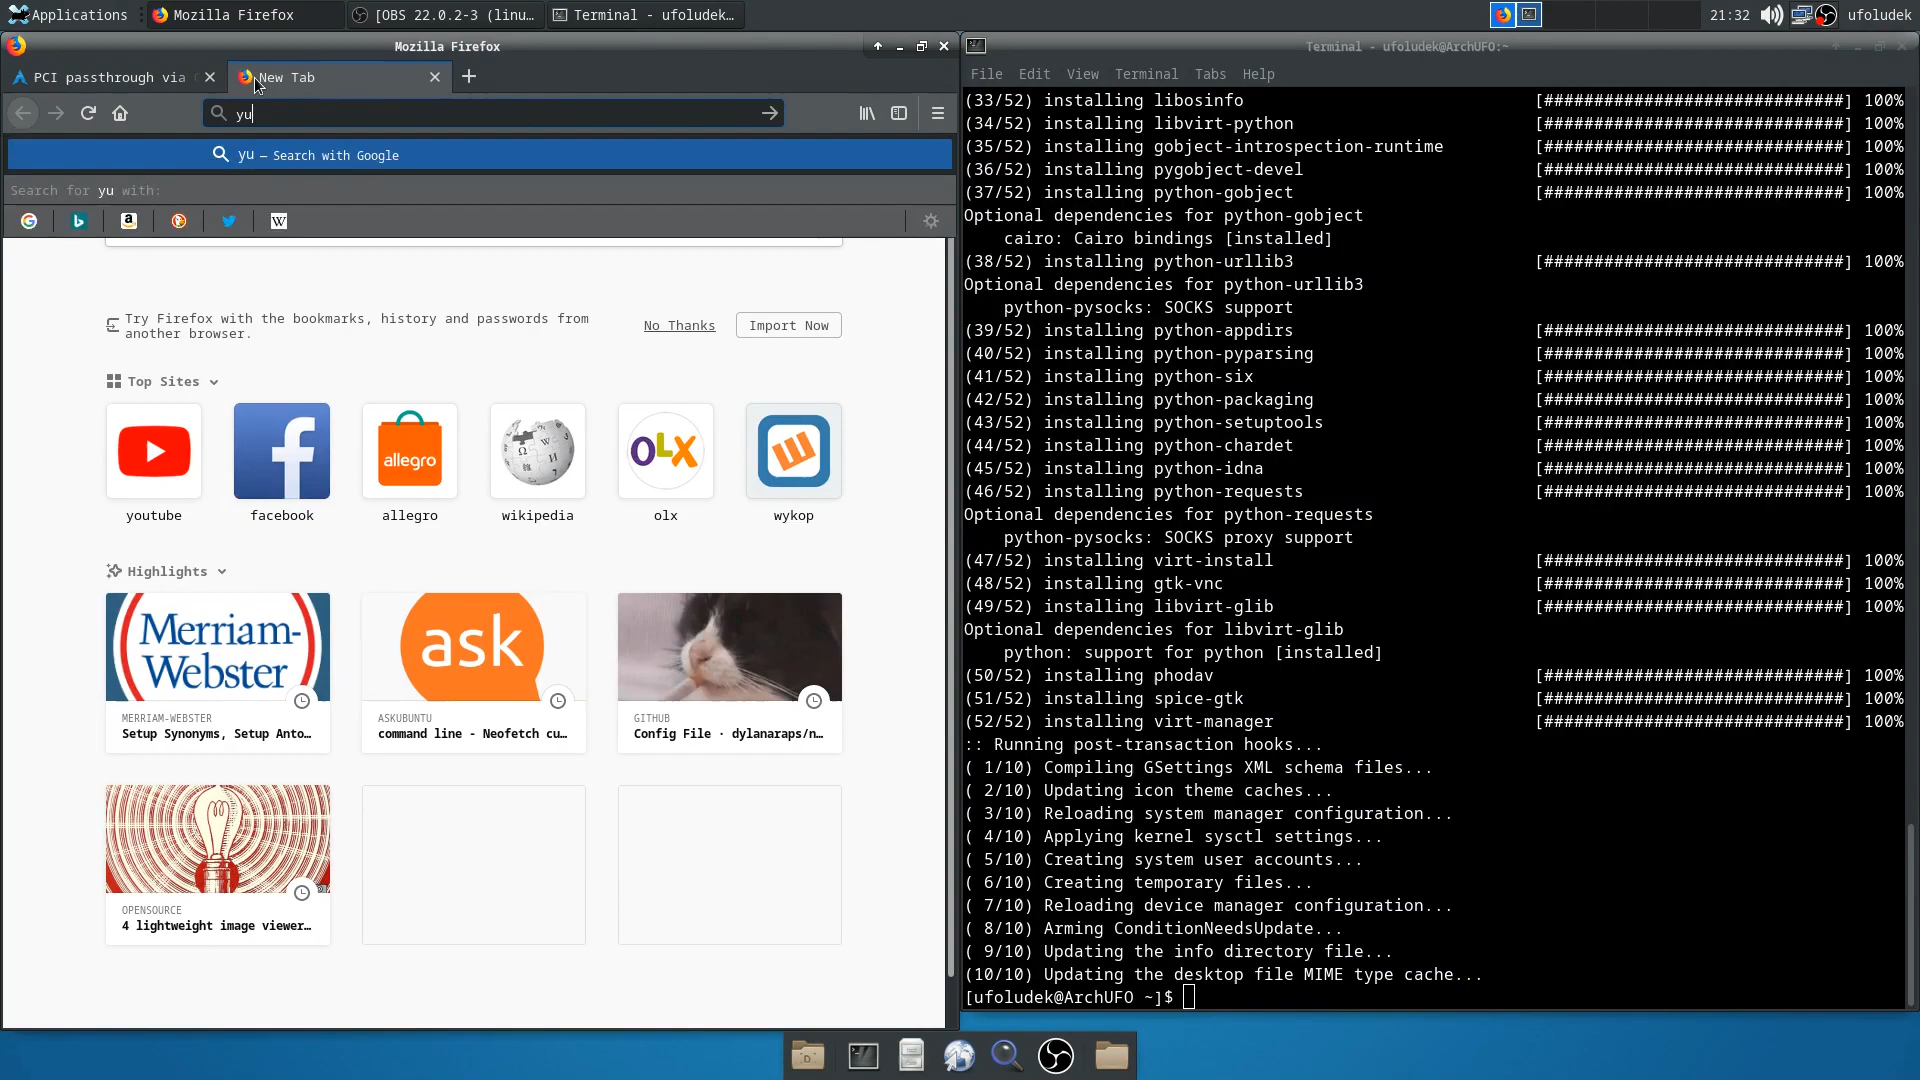 Applications
Mozilla Firefox
[OBS 22.0.2-3 (linu...
Terminal - ufoludek...
21:32
ufoludek
Mozilla Firefox
PCI passthrough via
New Tab
yu
yu — Search with Google
Search for yu with:
Try Firefox with the bookmarks, history and passwords from
another browser.
No Thanks
Import Now
Top Sites
allegro
OLX
youtube
facebook
allegro
wikipedia
olx
wykop
Highlights
Merriam-
Webster
ask
MERRIAM-WEBSTER
Setup Synonyms, Setup Anto...
ASKUBUNTU
command line - Neofetch cu...
GITHUB
Config File · dylanaraps/n...
OPENSOURCE
4 lightweight image viewer...
Terminal - ufoludek@ArchUFO:~
File Edit View Terminal Tabs Help
(33/52) installing libosinfo [##############################] 100%
(34/52) installing libvirt-python [##############################] 100%
(35/52) installing gobject-introspection-runtime [##############################] 100%
(36/52) installing pygobject-devel [##############################] 100%
(37/52) installing python-gobject [##############################] 100%
Optional dependencies for python-gobject
cairo: Cairo bindings [installed]
(38/52) installing python-urllib3 [##############################] 100%
Optional dependencies for python-urllib3
python-pysocks: SOCKS support
(39/52) installing python-appdirs [##############################] 100%
(40/52) installing python-pyparsing [##############################] 100%
(41/52) installing python-six [##############################] 100%
(42/52) installing python-packaging [##############################] 100%
(43/52) installing python-setuptools [##############################] 100%
(44/52) installing python-chardet [##############################] 100%
(45/52) installing python-idna [##############################] 100%
(46/52) installing python-requests [##############################] 100%
Optional dependencies for python-requests
python-pysocks: SOCKS proxy support
(47/52) installing virt-install [##############################] 100%
(48/52) installing gtk-vnc [##############################] 100%
(49/52) installing libvirt-glib [##############################] 100%
Optional dependencies for libvirt-glib
python: support for python [installed]
(50/52) installing phodav [##############################] 100%
(51/52) installing spice-gtk [##############################] 100%
(52/52) installing virt-manager [##############################] 100%
:: Running post-transaction hooks...
( 1/10) Compiling GSettings XML schema files...
( 2/10) Updating icon theme caches...
( 3/10) Reloading system manager configuration...
( 4/10) Applying kernel sysctl settings...
( 5/10) Creating system user accounts...
( 6/10) Creating temporary files...
( 7/10) Reloading device manager configuration...
( 8/10) Arming ConditionNeedsUpdate...
( 9/10) Updating the info directory file...
(10/10) Updating the desktop file MIME type cache...
[ufoludek@ArchUFO ~]$